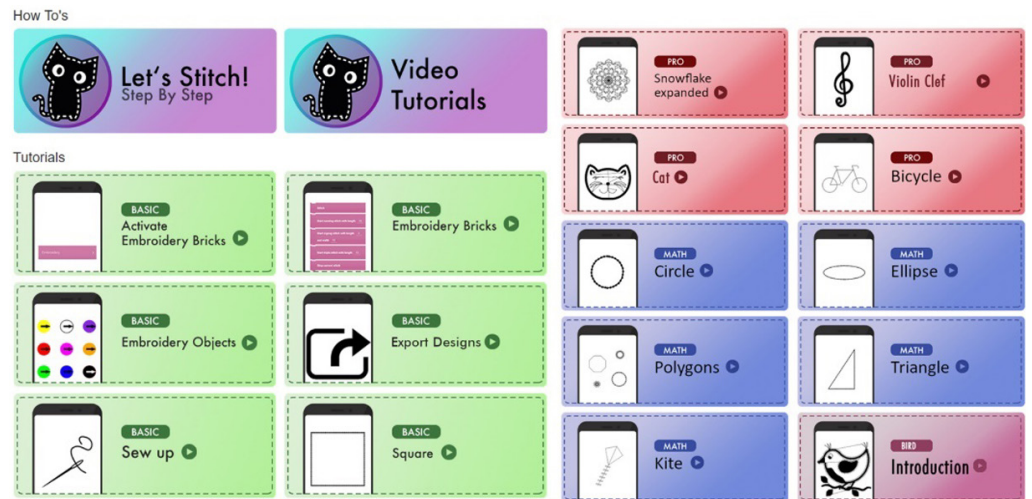 How To's
Let's Stitch!
Step By Step
Video
Tutorials
Tutorials
BASIC
Activate
Embroidery Bricks
BASIC
Embroidery Bricks
BASIC
Embroidery Objects
BASIC
Export Designs
BASIC
Sew up
BASIC
Square
PRO
Snowflake
expanded
PRO
Violin Clef
PRO
Cat
PRO
Bicycle
MATH
Circle
MATH
Ellipse
MATH
Polygons
MATH
Triangle
MATH
Kite
BIRD
Introduction